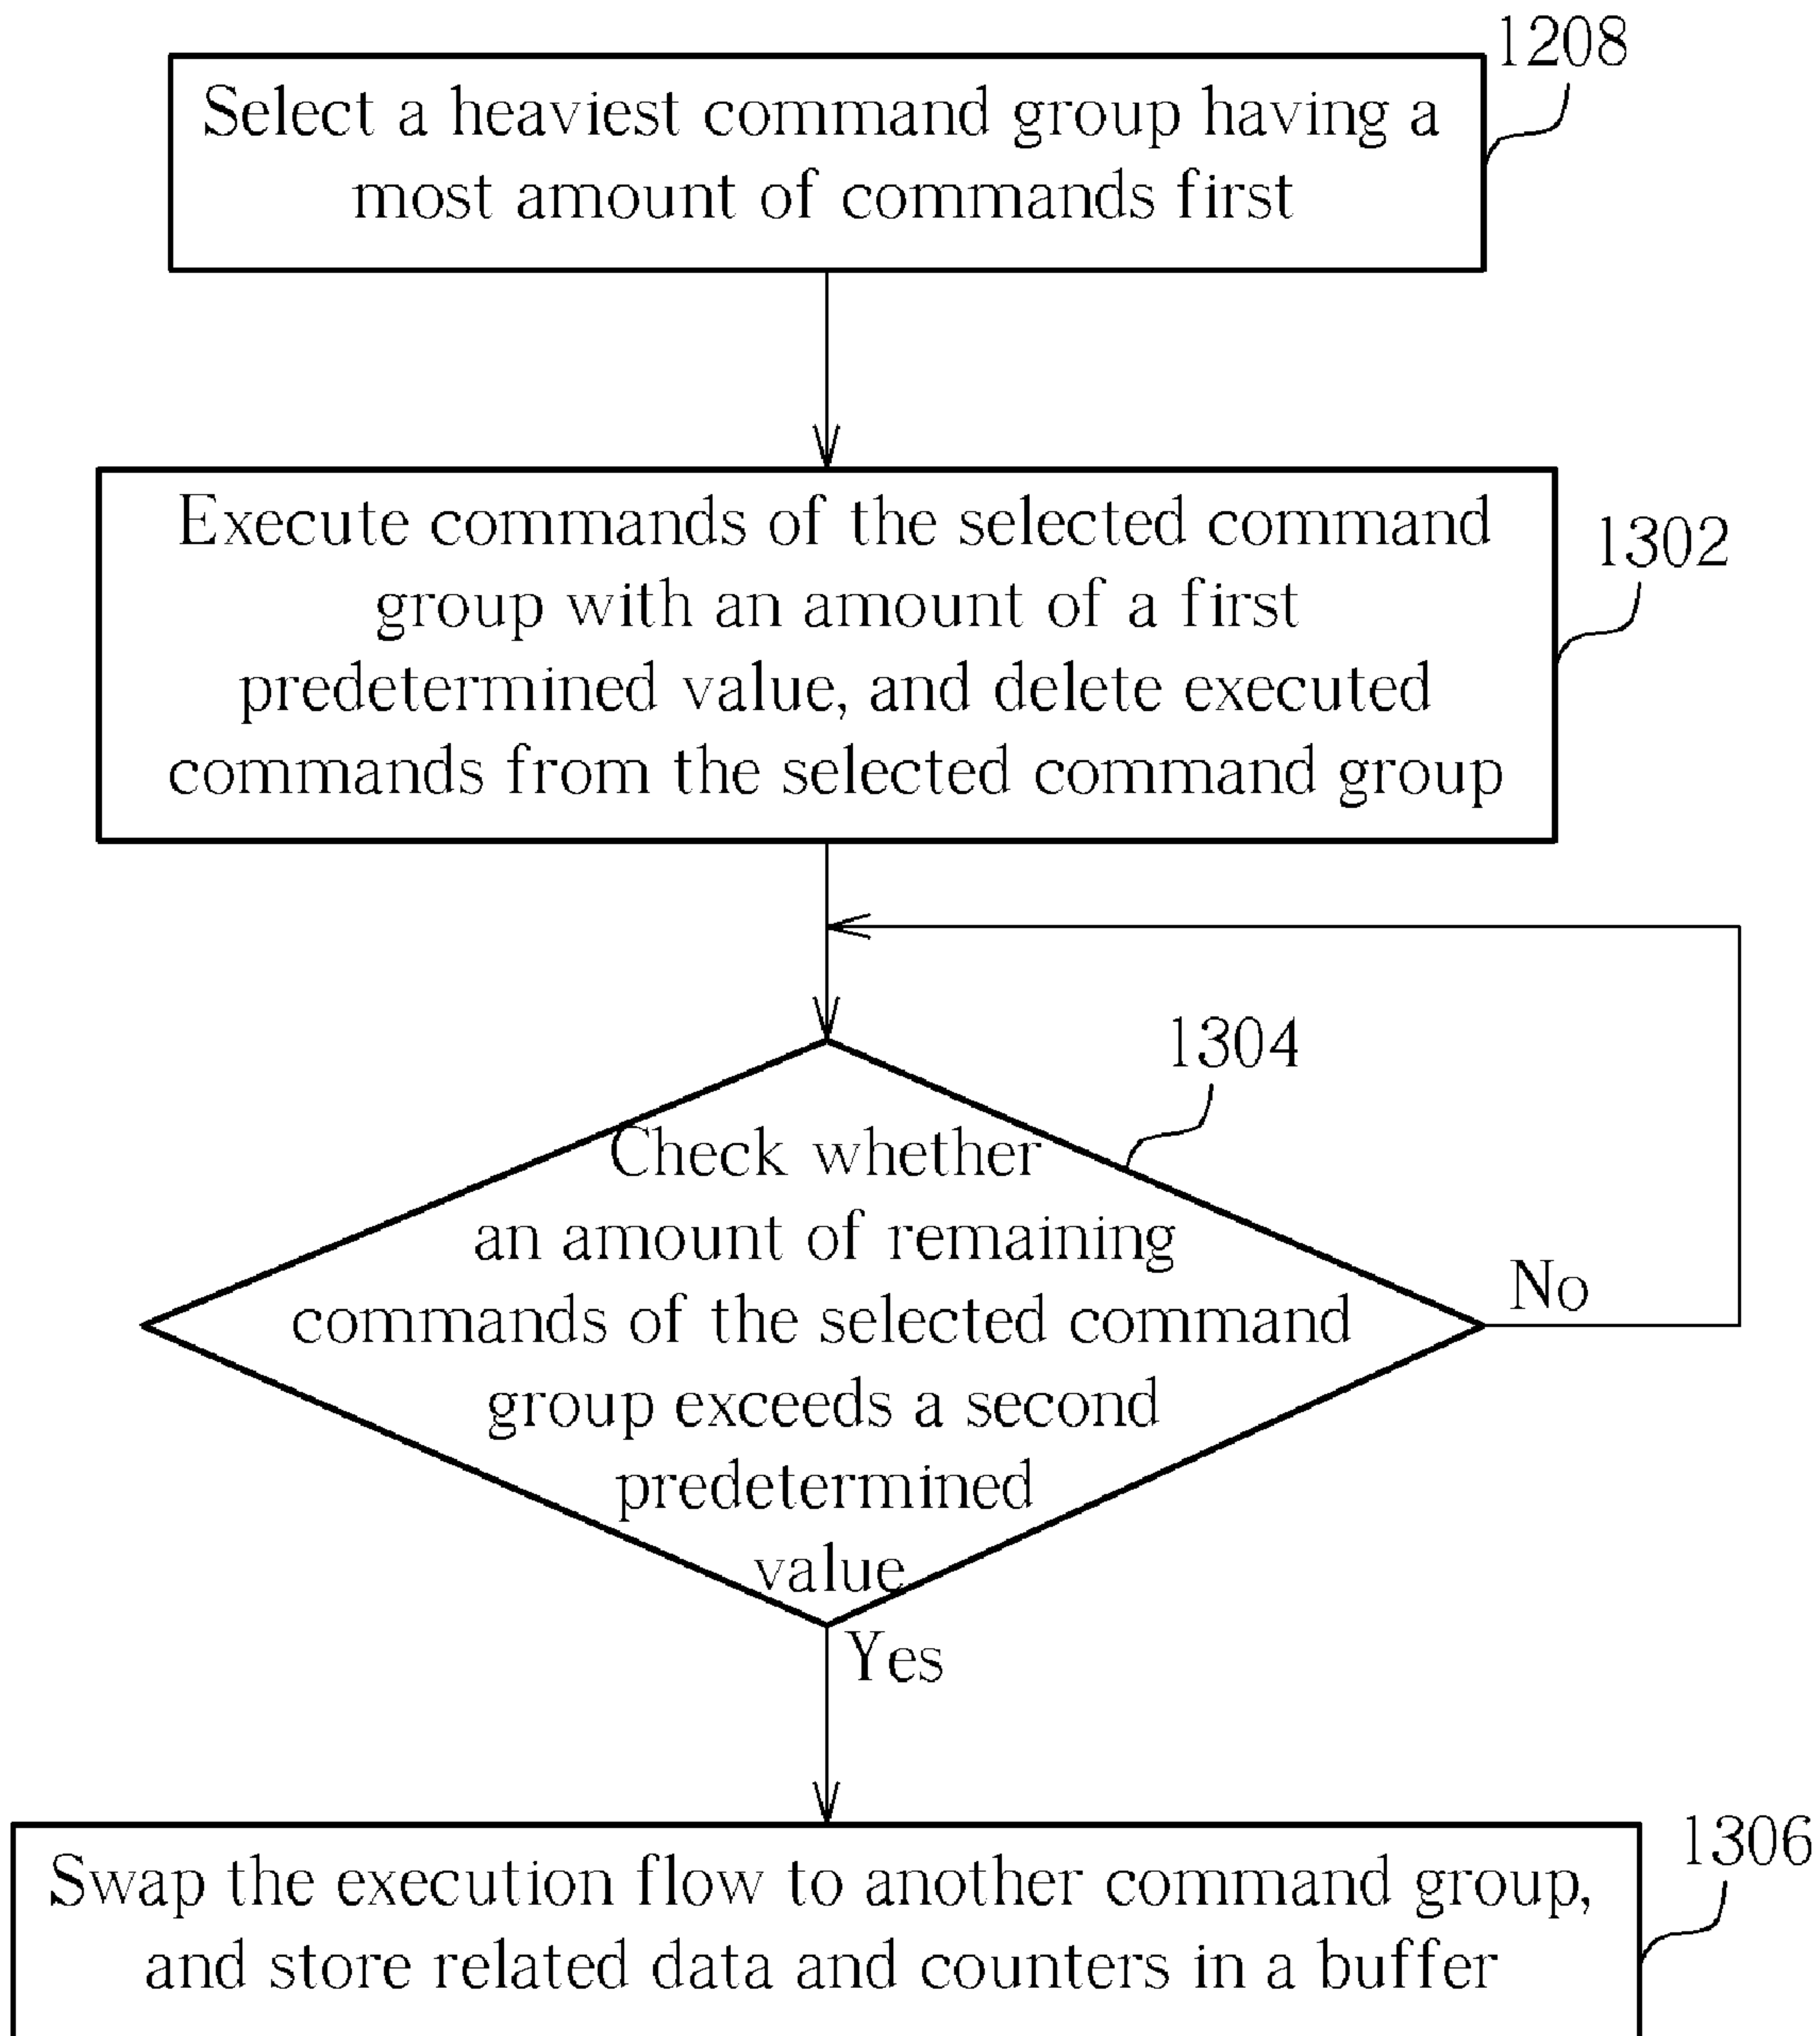 1208
Select a heaviest command group having a
most amount of commands first
Execute commands of the selected command
group with an amount of a first
predetermined value, and delete executed
commands from the selected command group
1302
1304
Check whether
an amount of remaining
commands of the selected command
group exceeds a second
predetermined
value
No
Yes
1306
Swap the execution flow to another command group,
and store related data and counters in a buffer